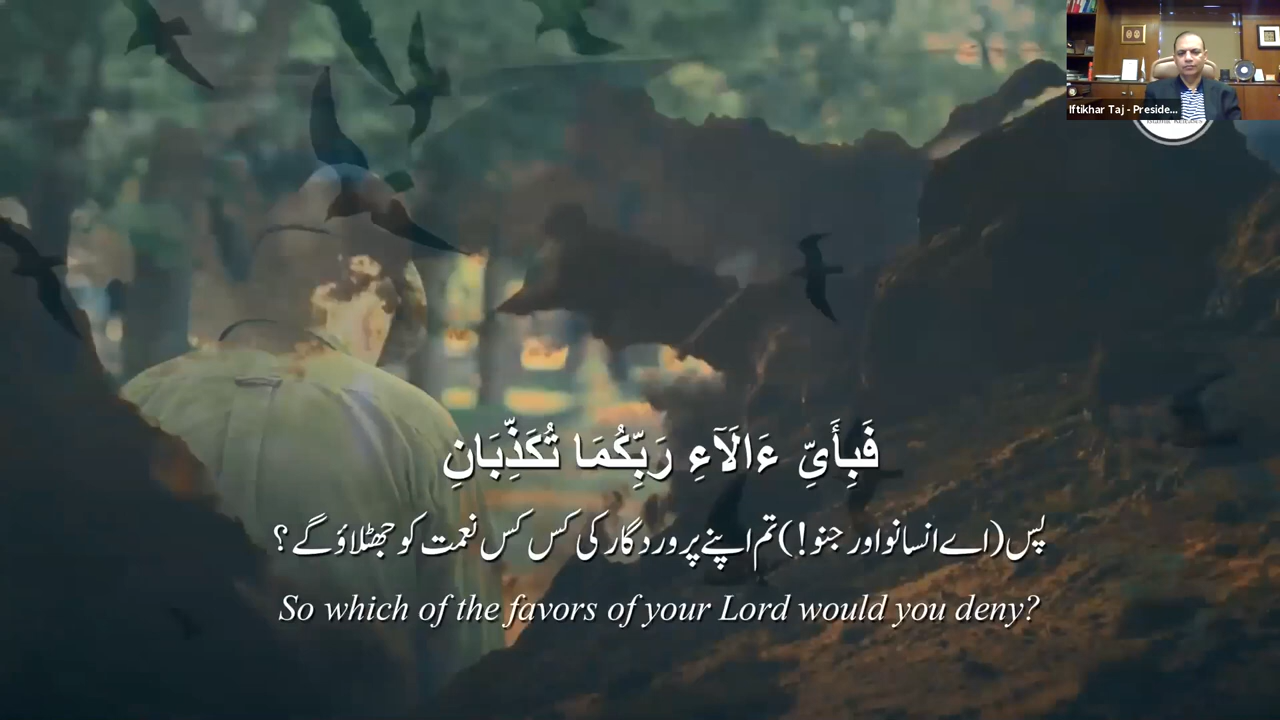 Iftikhar Taj - Preside...
فَبِأَىِّ ءَالَآءِ رَبِّكُمَا تُكَذِّبَانِ
پس (اے انسانو اور جنو!) تم اپنے پروردگار کی کس کس نعمت کو جھٹلاؤ گے ؟
So which of the favors of your Lord would you deny?